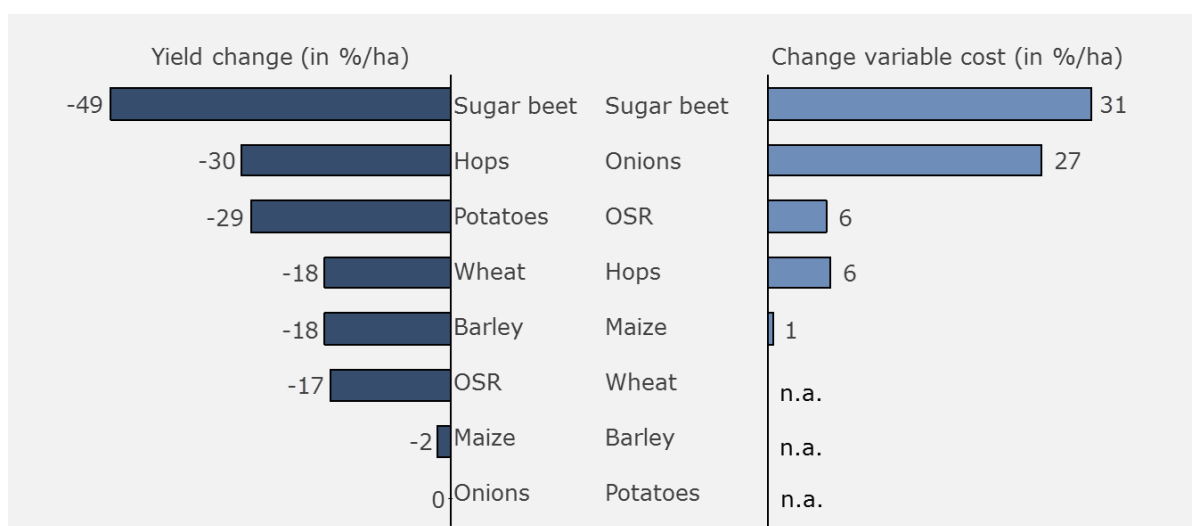 Yield change (in %/ha) Change variable cost (in %/ha)
-49 Sugar beet Sugar beet 31
-30 Hops Onions 27
-29 Potatoes OSR 6
-18 Wheat Hops 6
-18 Barley Maize 1
-17 OSR Wheat n.a.
-2 Maize Barley n.a.
0 Onions Potatoes n.a.